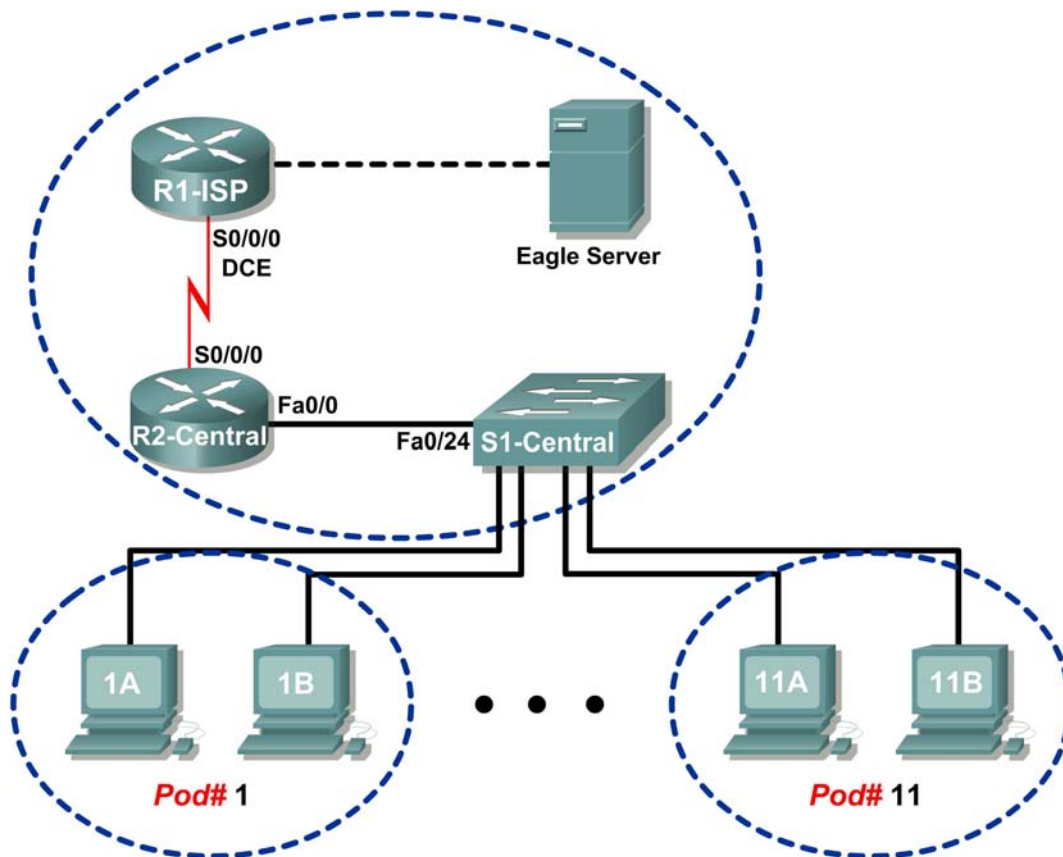 R1-ISP
S0/0/0
DCE
Eagle Server
S0/0/0
R2-Central
Fa0/0
Fa0/24
S1-Central
1A
1B
11A
11B
Pod# 1
Pod# 11